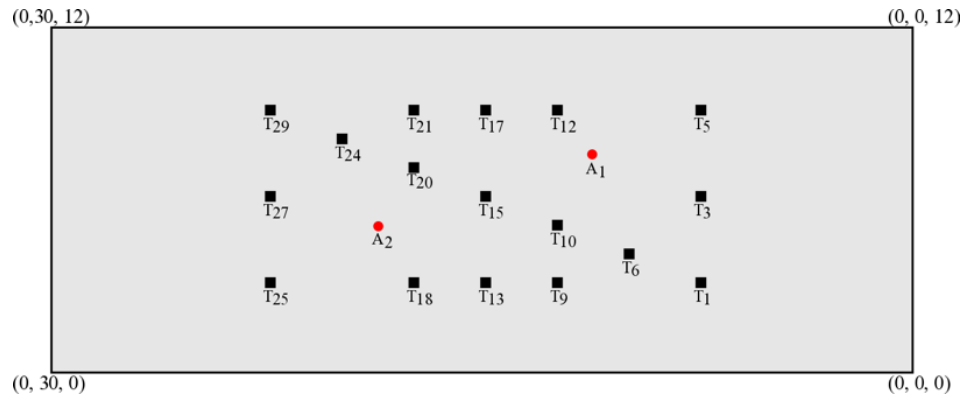 (0,30, 12) (0, 0, 12)
T29 T21 T17 T12 T5
T24
A1
T20
T27 T15 T3
A2 T10
T6
T25 T18 T13 T9 T1
(0, 30, 0) (0, 0, 0)